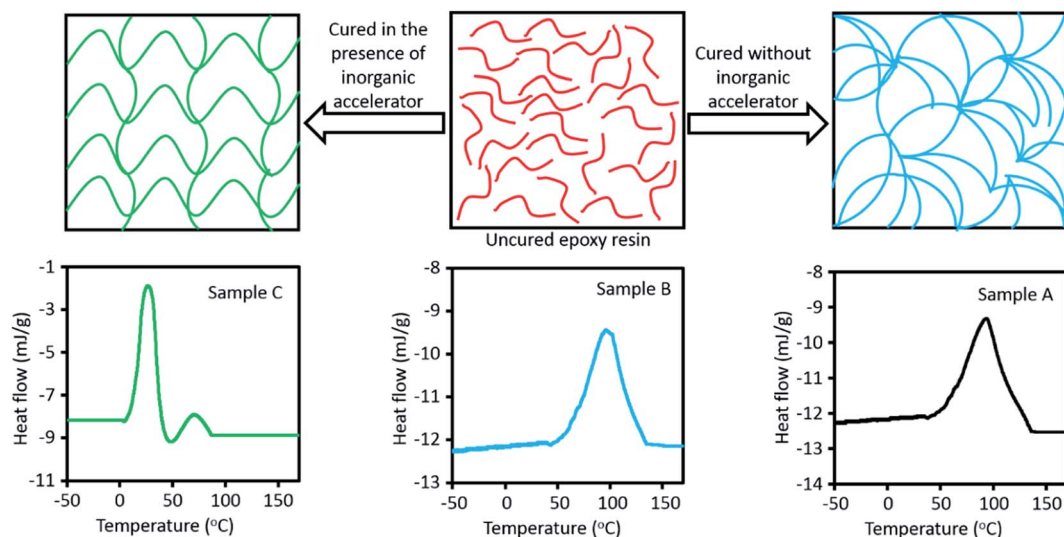 Cured in the
presence of
inorganic
accelerator
Cured without
inorganic
accelerator
Uncured epoxy resin
-1
-3
-5
-7
-9
-11
Heat flow (mJ/g)
Sample C
-50
0
50
100
150
Temperature (°C)
-8
-9
-10
-11
-12
-13
Heat flow (mJ/g)
Sample B
-50
0
50
100
150
Temperature (°C)
-8
-9
-10
-11
-12
-13
-14
Heat flow (mJ/g)
Sample A
-50
0
50
100
150
Temperature (°C)